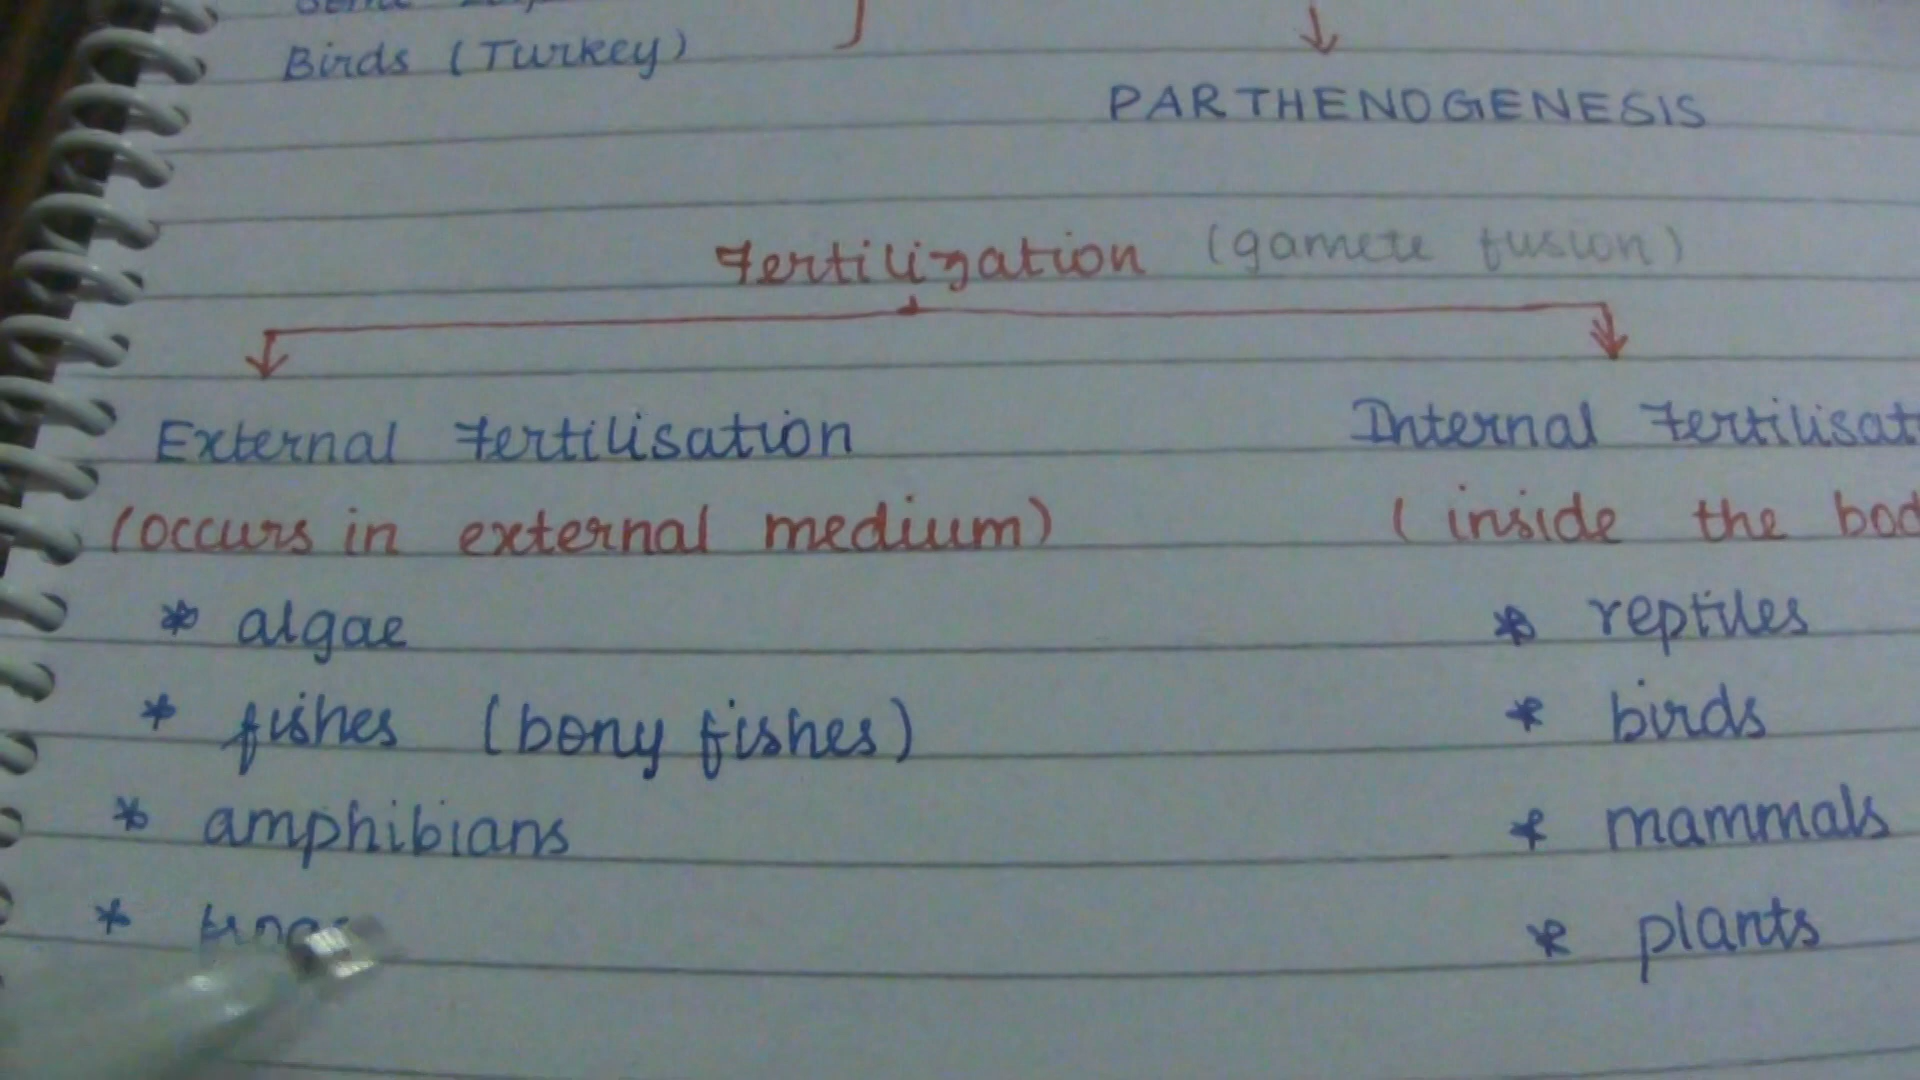 Birds (Turkey)
PARTHENOGENESIS
Fertilization (gamete fusion)
External Fertilisation
Internal Fertilisat
(occurs in external medium)
(inside the bod
* algae
* reptiles
* fishes (bony fishes)
* birds
* amphibians
* mammals
*
* plants